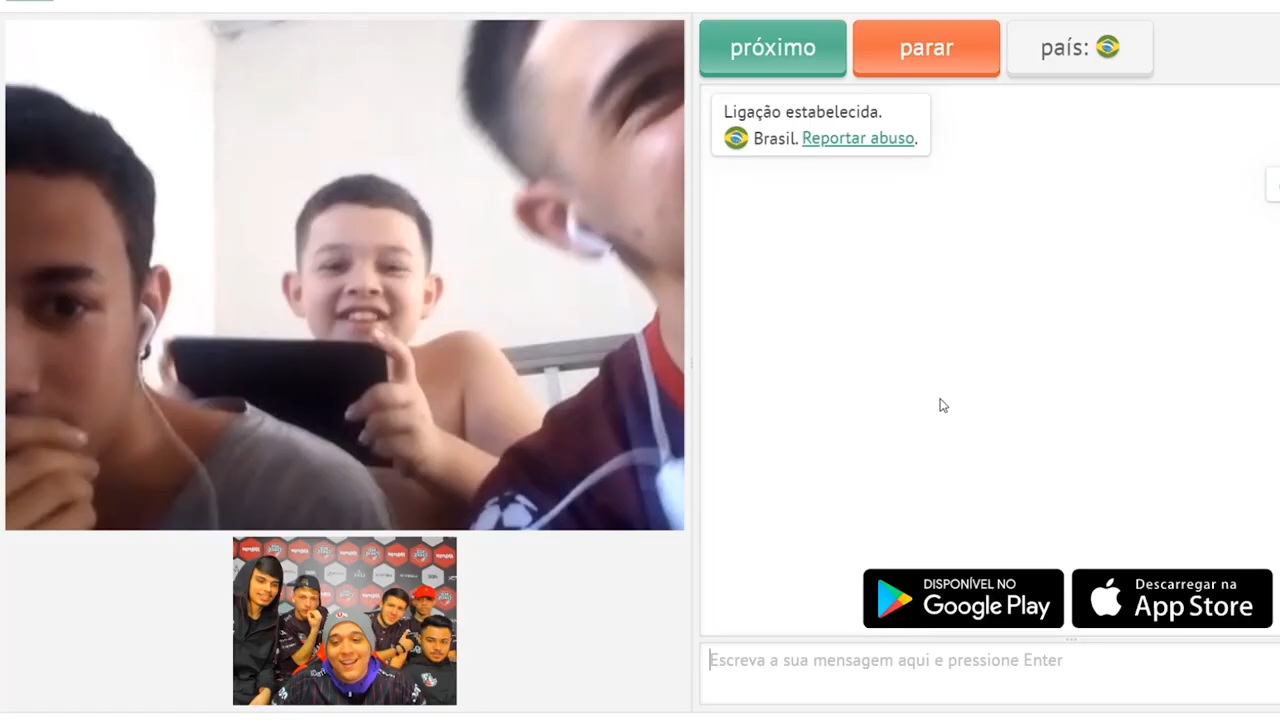 próximo
parar
país:
Ligação estabelecida.
Brasil. Reportar abuso.
DISPONÍVEL NO
Google Play
Descarregar na
App Store
Escreva a sua mensagem aqui e pressione Enter